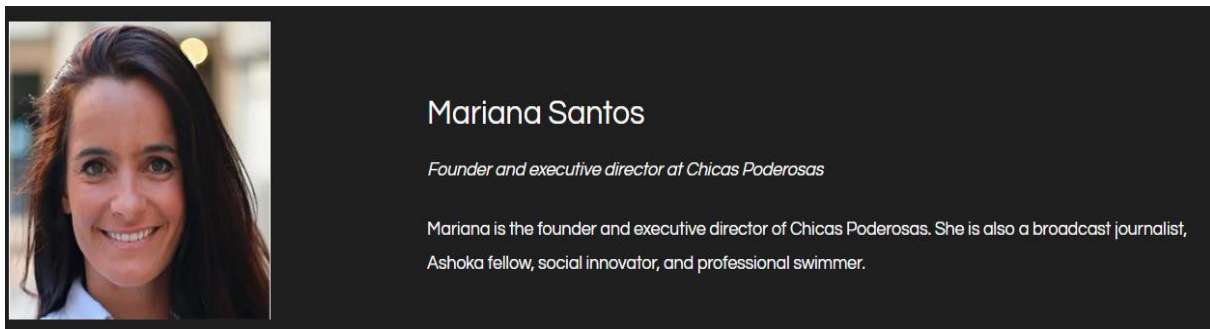 Mariana Santos
Founder and executive director at Chicas Poderosas
Mariana is the founder and executive director of Chicas Poderosas. She is also a broadcast journalist,
Ashoka fellow, social innovator, and professional swimmer.